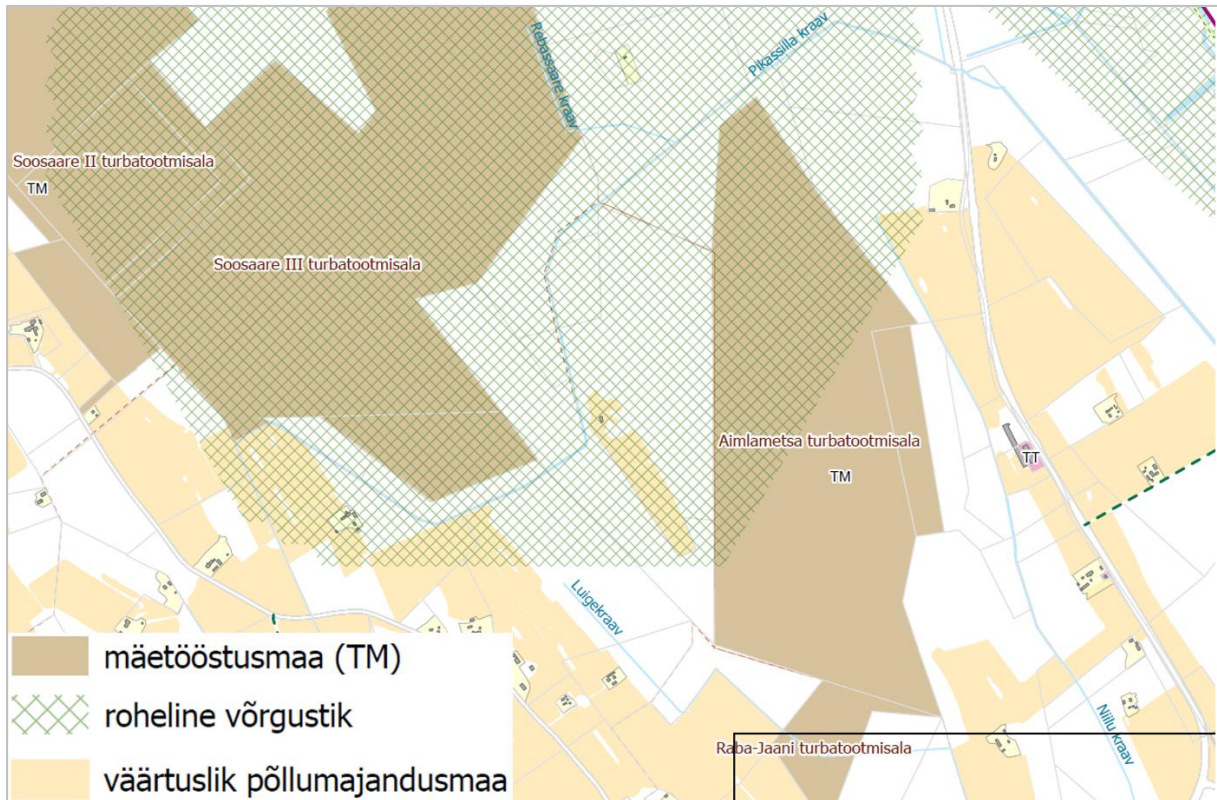 Rebassaare kraav
Pikassilla kraav
Soosaare II turbatootmisala
TM
Soosaare III turbatootmisala
Aimlametsa turbatootmisala
TM
TT
Luigekraav
Niilu kraav
Raba-Jaani turbatootmisala
mäetööstusmaa (TM)
roheline võrgustik
väärtuslik põllumajandusmaa